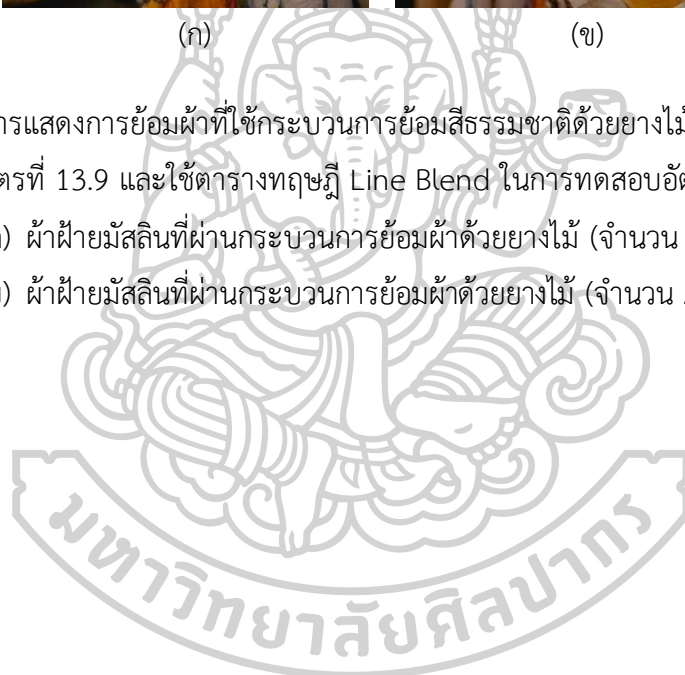 (ก) (ข)
รแสดงการย้อมผ้าที่ใช้กระบวนการย้อมสีธรรมชาติด้วยยางไม้
ตรที่ 13.9 และใช้ตารางทฤษฎี Line Blend ในการทดสอบอั
) ผ้าฝ้ายมัสลินที่ผ่านกระบวนการย้อมผ้าด้วยยางไม้ (จำนวน
) ผ้าฝ้ายมัสลินที่ผ่านกระบวนการย้อมผ้าด้วยยางไม้ (จำนวน
มหาวิทยาลัยศิลปากร